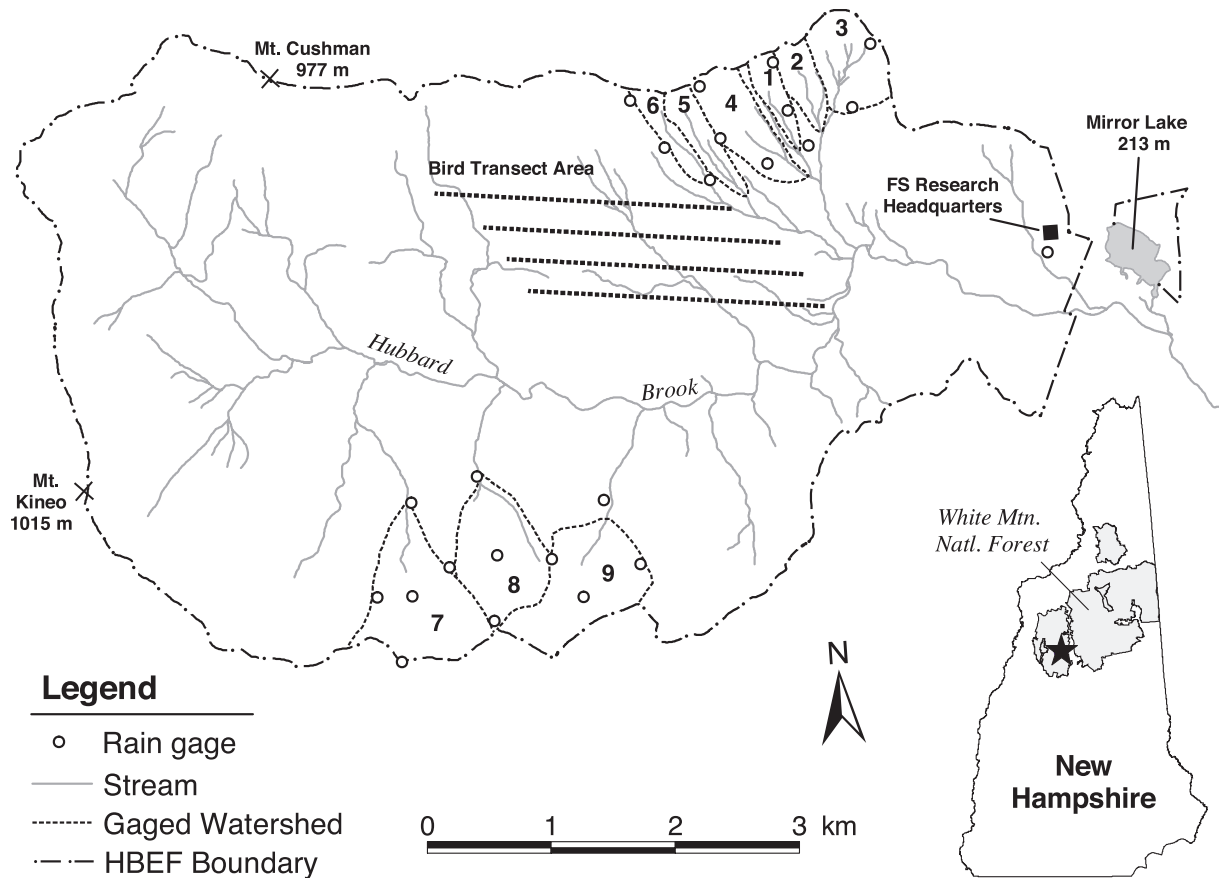 Mt. Cushman
977 m
3
2
1
6
5
4
Mirror Lake
213 m
Bird Transect Area
FS Research
Headquarters
Hubbard
Brook
Mt.
Kineo
1015 m
White Mtn.
Natl. Forest
9
8
7
N
Legend
Rain gage
Stream
Gaged Watershed
HBEF Boundary
0 1 2 3 km
New
Hampshire